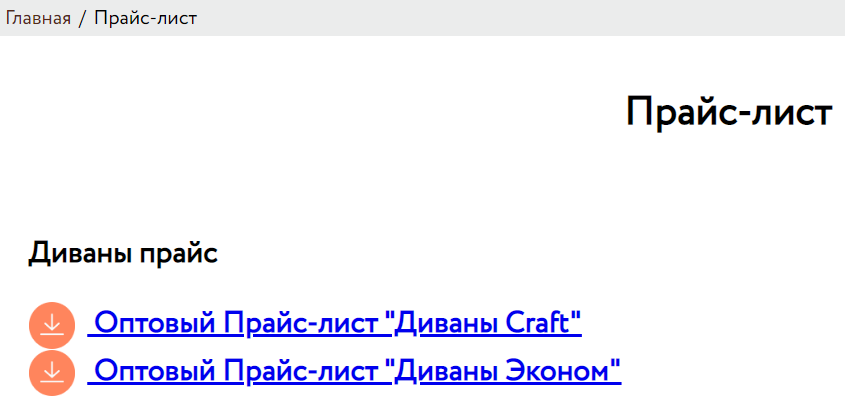 Главная / Прайс-лист
Прайс-лист
Диваны прайс
Оптовый Прайс-лист "Диваны Craft"
Оптовый Прайс-лист "Диваны Эконом"